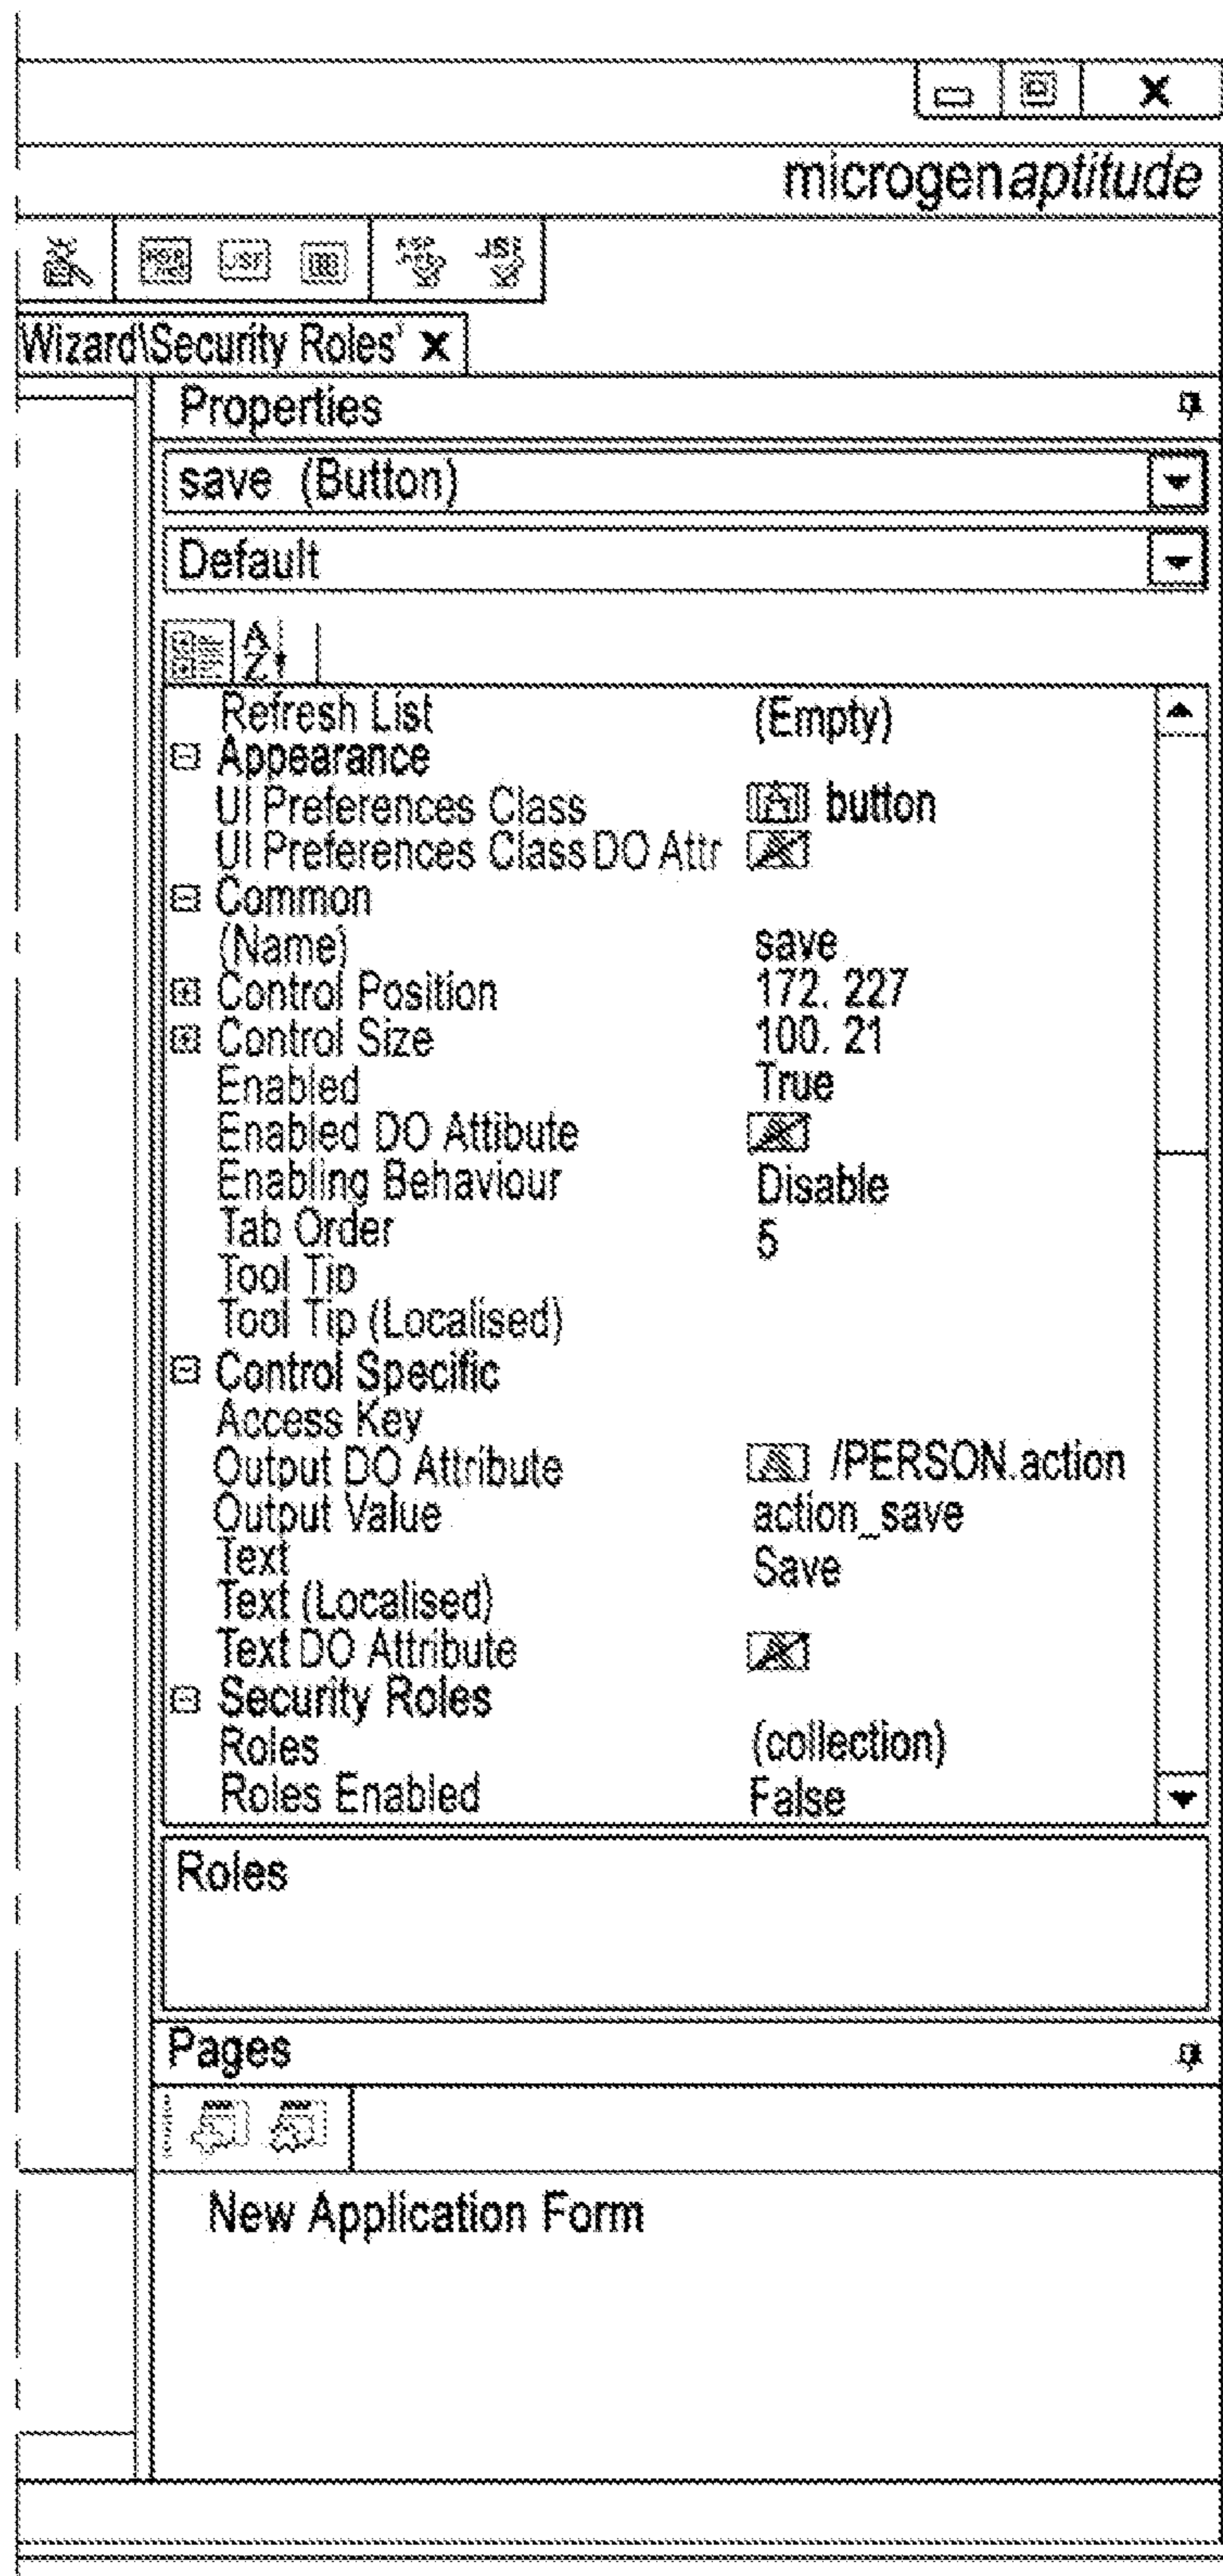 microgenaptitude
Wizard\Security Roles' x
Properties
save (Button)
Default
A
Z
Refresh List (Empty)
Appearance
UI Preferences Class button
UI Preferences Class DO Attr
Common
(Name) save
Control Position 172. 227
Control Size 100. 21
Enabled True
Enabled DO Attibute
Enabling Behaviour Disable
Tab Order 5
Tool Tip
Tool Tip (Localised)
Control Specific
Access Key
Output DO Attribute /PERSON.action
Output Value action_save
Text Save
Text (Localised)
Text DO Attribute
Security Roles
Roles (collection)
Roles Enabled False
Roles
Pages
New Application Form